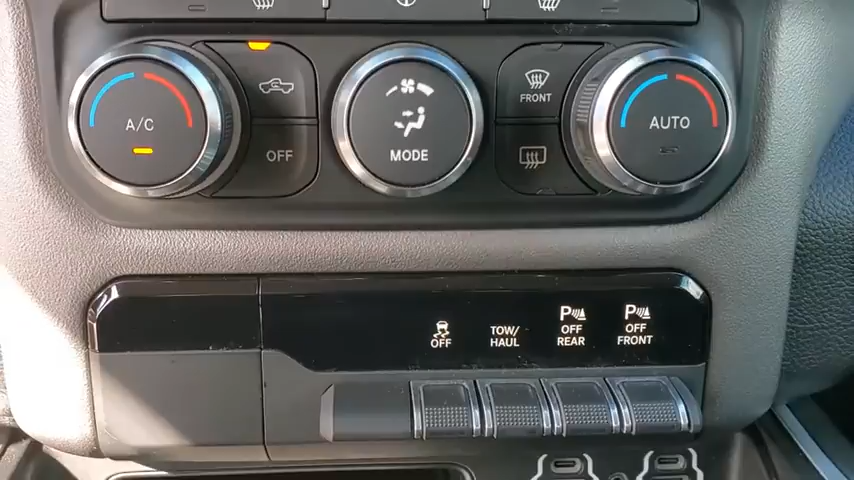 A/C
OFF
MODE
FRONT
AUTO
OFF
TOW/
HAUL
P OFF
REAR
P OFF
FRONT